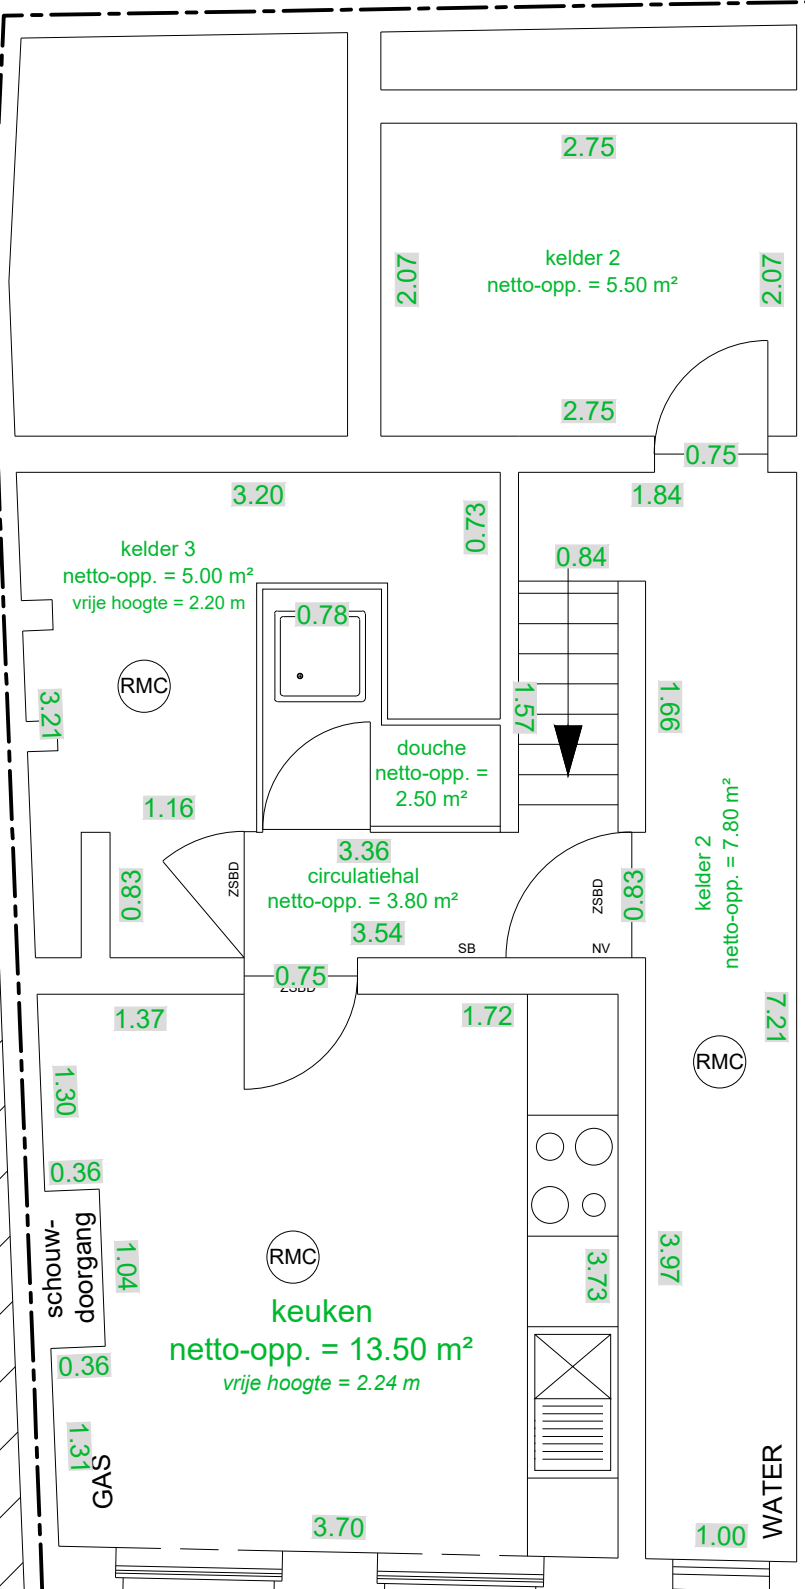 2.75
kelder 2
netto-opp. = 5.50 m²
2.07
2.07
2.75
0.75
3.20
1.84
0.73
kelder 3
netto-opp. = 5.00 m²
vrije hoogte = 2.20 m
0.84
0.78
RMC
3.21
1.57
1.66
douche
netto-opp. =
2.50 m²
1.16
kelder 2
netto-opp. = 7.80 m²
3.36
circulatiehal
netto-opp. = 3.80 m²
0.83
ZSBD
ZSBD
0.83
3.54
SB
NV
0.75
ZSBD
1.37
1.72
7.21
RMC
1.30
0.36
schouw-
doorgang
1.04
RMC
3.97
3.73
keuken
netto-opp. = 13.50 m²
vrije hoogte = 2.24 m
0.36
1.31
GAS
WATER
3.70
1.00